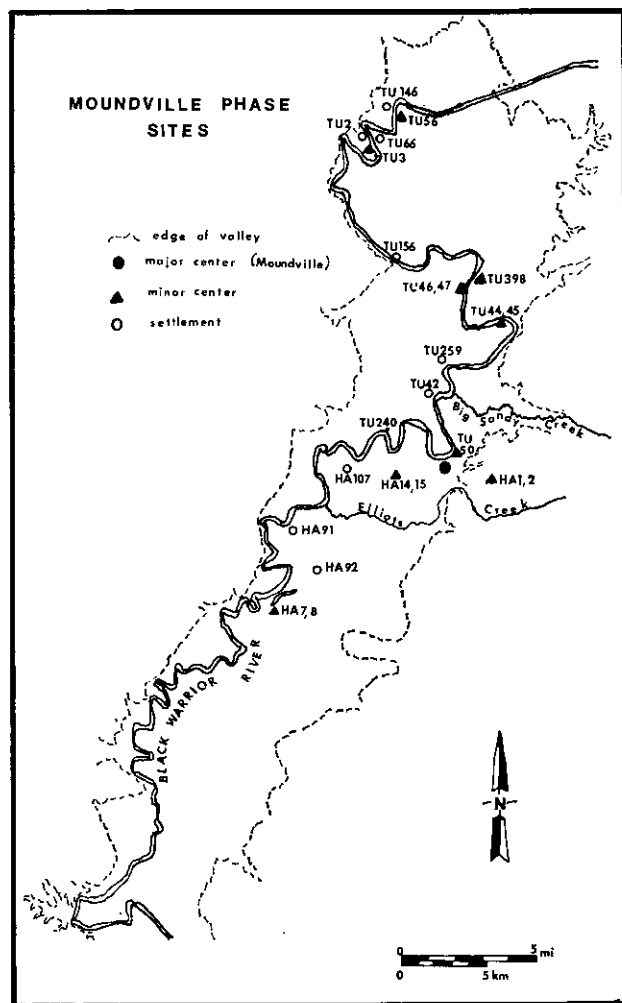 MOUNDVILLE PHASE
SITES
edge of valley
major center (Moundville)
minor center
settlement
TU146
TU56
TU2
TU66
TU3
TU156
TU398
TU46,47
TU44,45
TU259
TU42
Big Sandy Creek
TU240
TU
50
HA107
HA14,15
HA1,2
Elliots Creek
HA91
HA92
HA7,8
BLACK WARRIOR
RIVER
N
0 5
mi
0 5 km